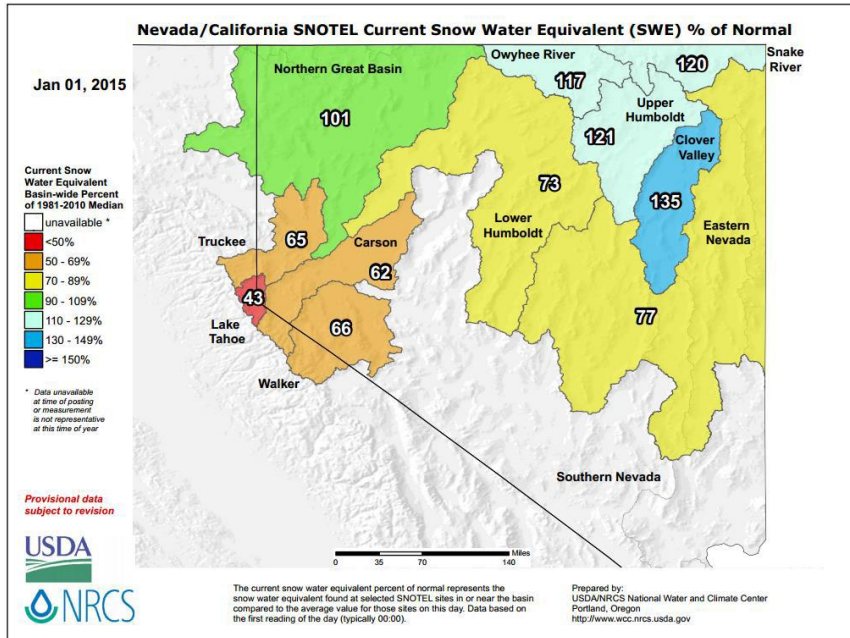 Nevada/California SNOTEL Current Snow Water Equivalent (SWE) % of Normal
Jan 01, 2015
Northern Great Basin
Owyhee River
Snake
River
120
117
101
Upper
Humboldt
121
Clover
Valley
73
135
Lower
Humboldt
Eastern
Nevada
Truckee
65
Carson
62
43
77
66
Lake
Tahoe
Walker
Southern Nevada
Current Snow
Water Equivalent
Basin-wide Percent
of 1981-2010 Median
unavailable *
<50%
50 - 69%
70 - 89%
90 - 109%
110 - 129%
130 - 149%
>= 150%
* Data unavailable
at time of posting
or measurement
is not representative
at this time of year
Provisional data
subject to revision
USDA
NRCS
Miles
0 35 70 140
The current snow water equivalent percent of normal represents the
snow water equivalent found at selected SNOTEL sites in or near the basin
compared to the average value for those sites on this day. Data based on
the first reading of the day (typically 00:00).
Prepared by:
USDA/NRCS National Water and Climate Center
Portland, Oregon
http://www.wcc.nrcs.usda.gov